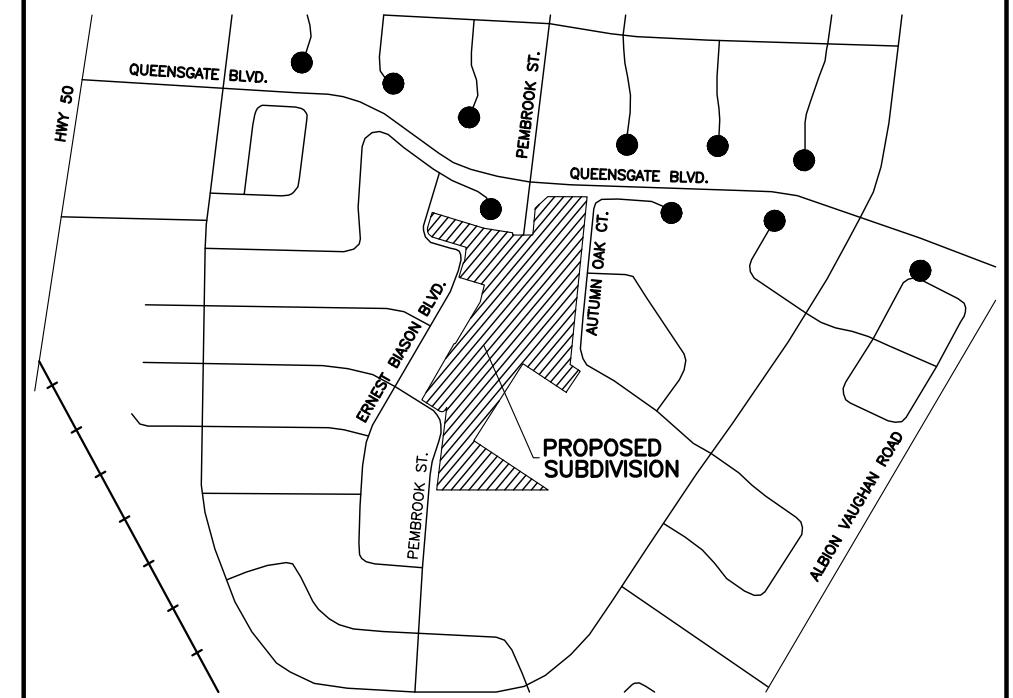 QUEENSGATE BLVD.
HWY 50
PEMBROOK ST.
QUEENSGATE BLVD.
AUTUMN OAK CT.
ERNEST BIASON BLVD.
PROPOSED
SUBDIVISION
PEMBROOK ST.
ALBION VAUGHAN ROAD